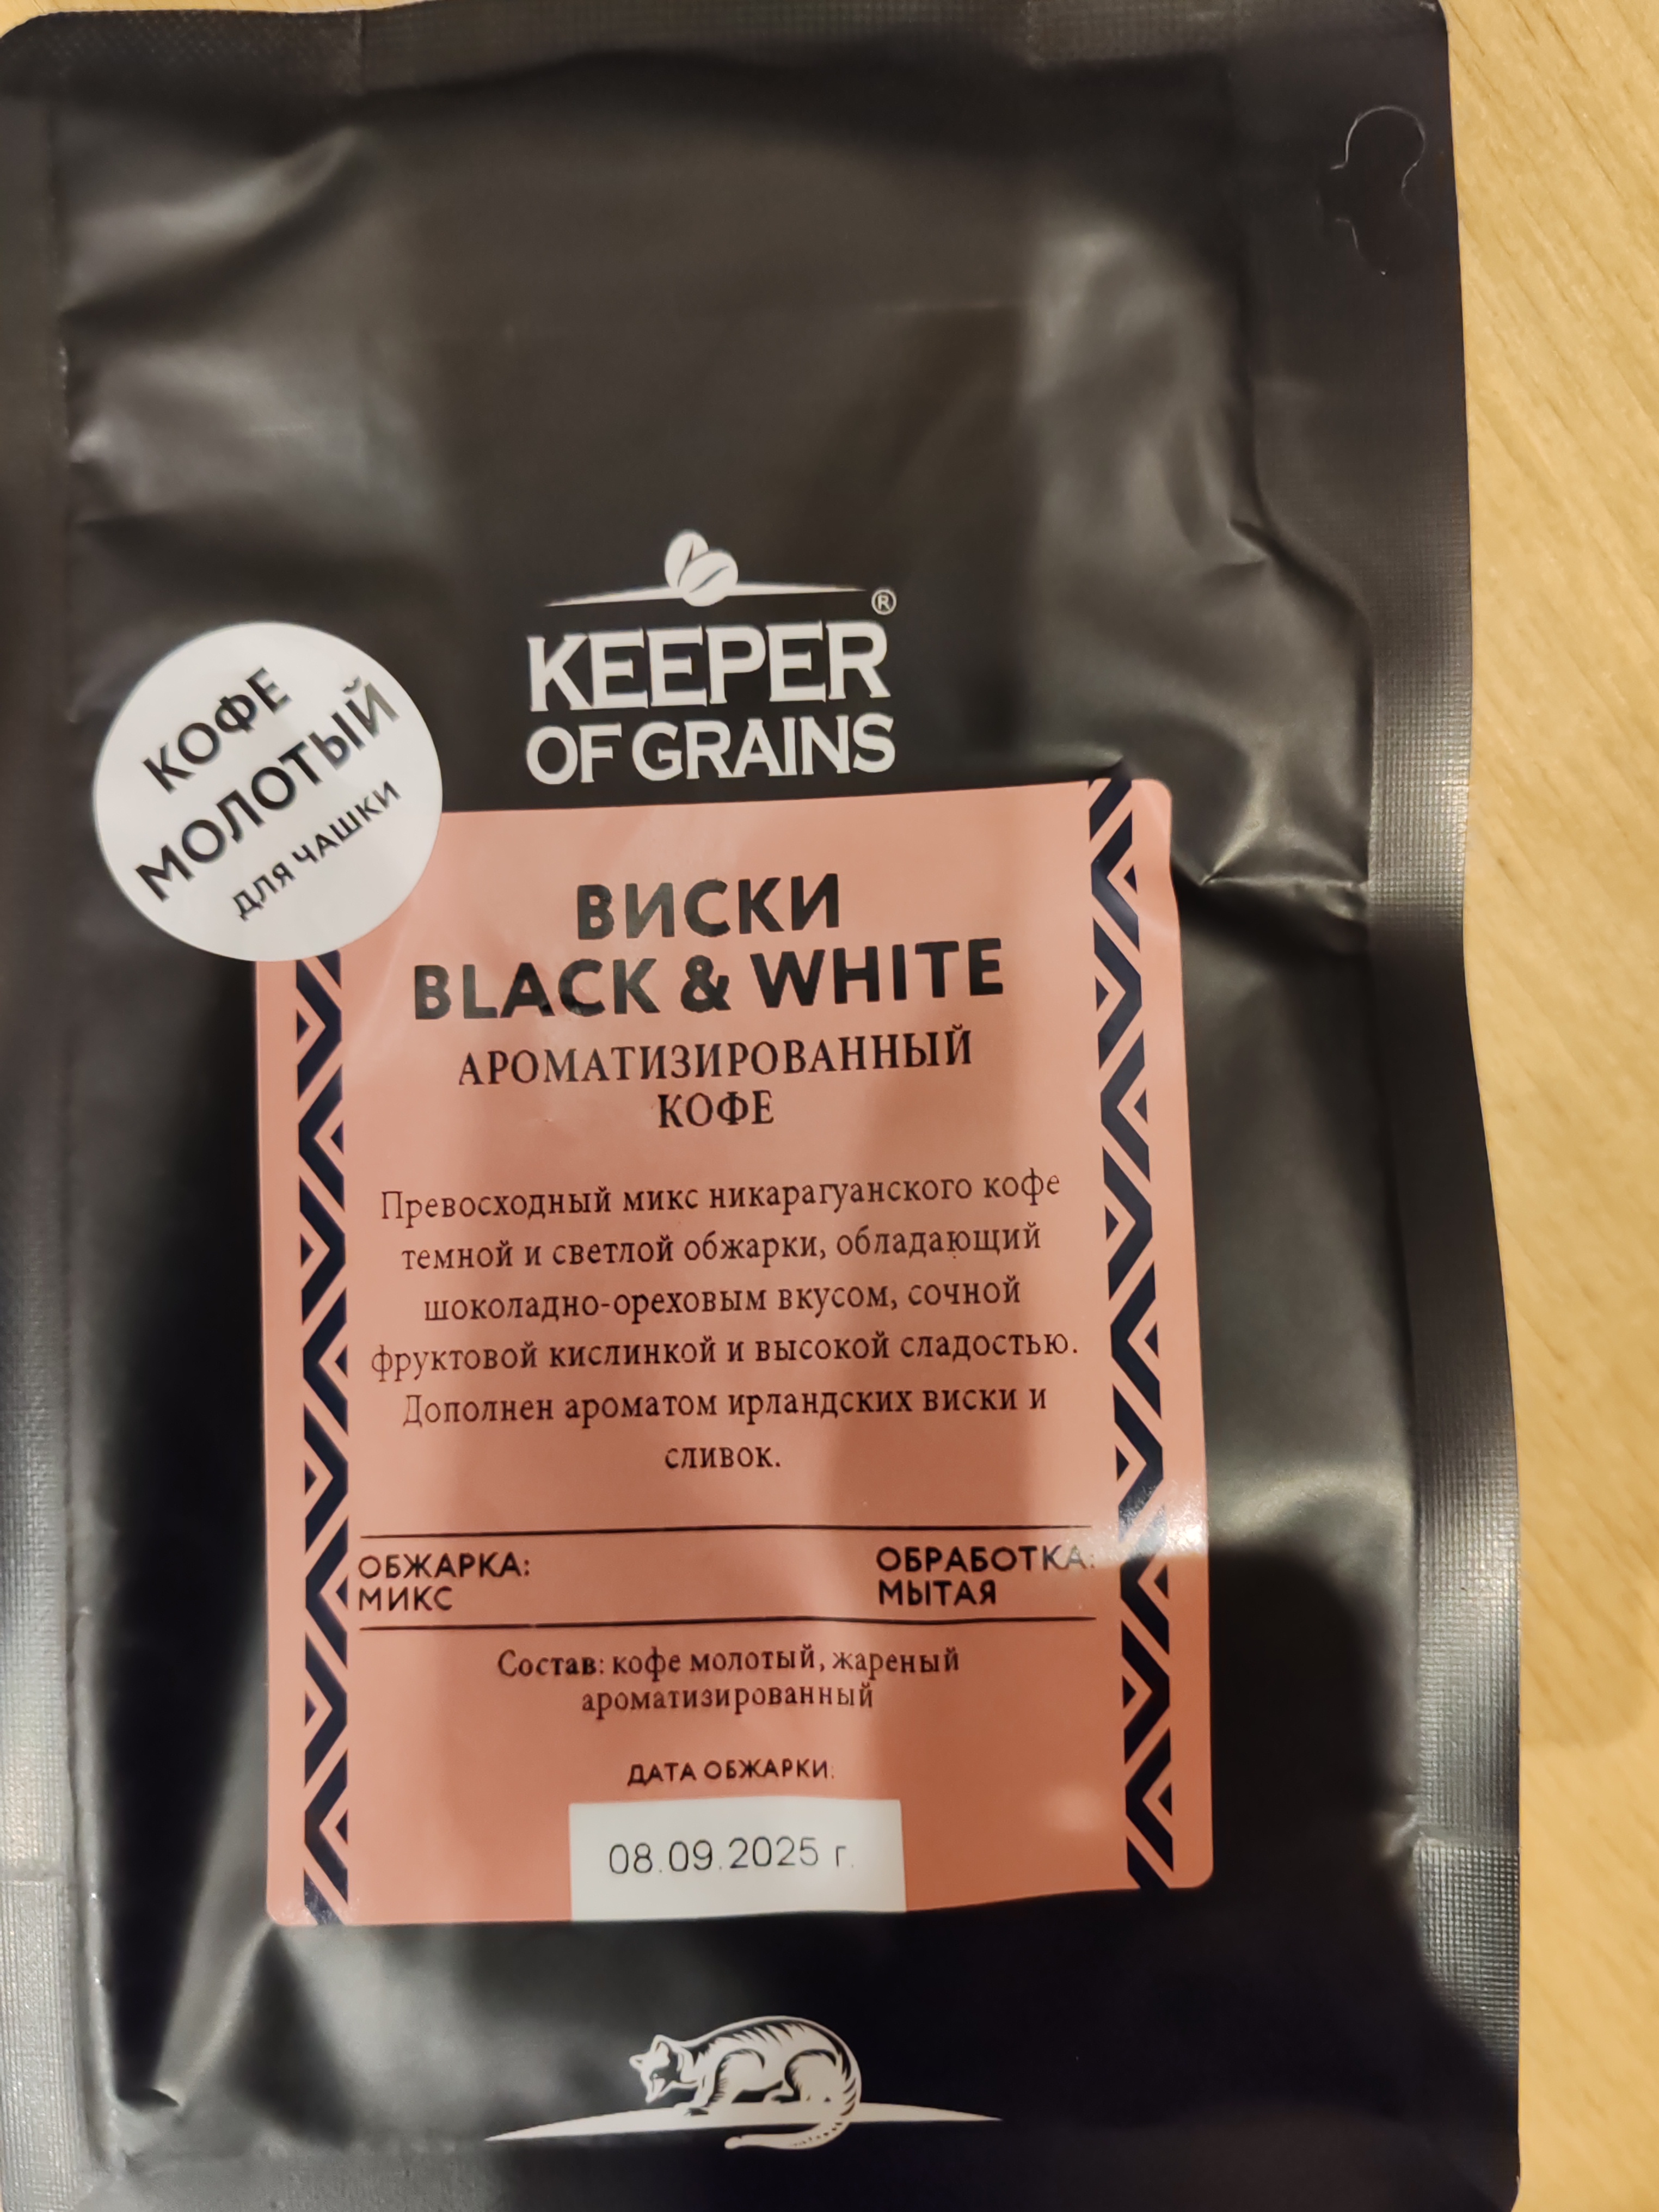 ®
KEEPER
OF GRAINS
КОФЕ
МОЛОТЫЙ
ДЛЯ ЧАШКИ
ВИСКИ
BLACK & WHITE
АРОМАТИЗИРОВАННЫЙ
КОФЕ
Превосходный микс никарагуанского кофе
темной и светлой обжарки, обладающий
шоколадно-ореховым вкусом, сочной
фруктовой кислинкой и высокой сладостью.
Дополнен ароматом ирландских виски и
сливок.
ОБЖАРКА:
МИКС
ОБРАБОТКА:
МЫТАЯ
Состав: кофе молотый, жареный
ароматизированный
ДАТА ОБЖАРКИ:
08.09.2025 г.